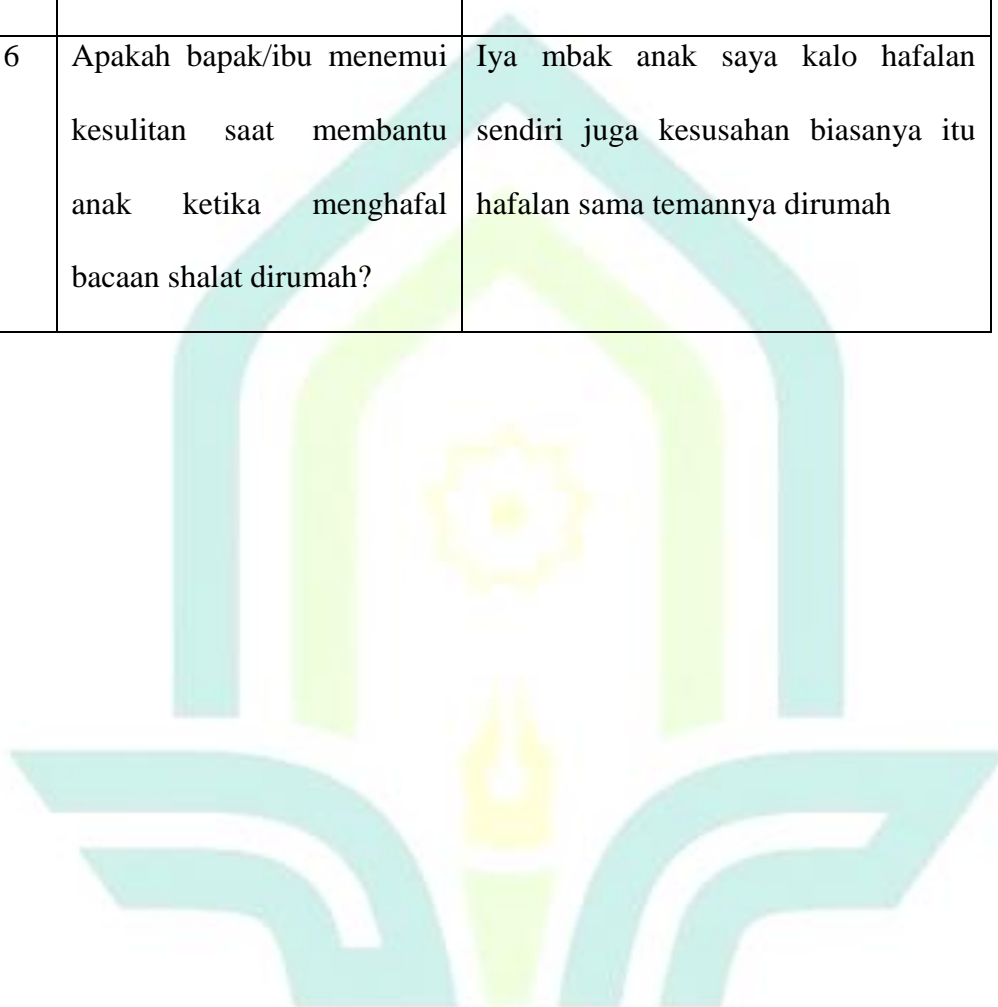 6 Apakah bapak/ibu menemui Iya mbak anak saya kalo hafalan
kesulitan saat membantu sendiri juga kesusahan biasanya itu
anak ketika menghafal hafalan sama temannya dirumah
bacaan shalat dirumah?